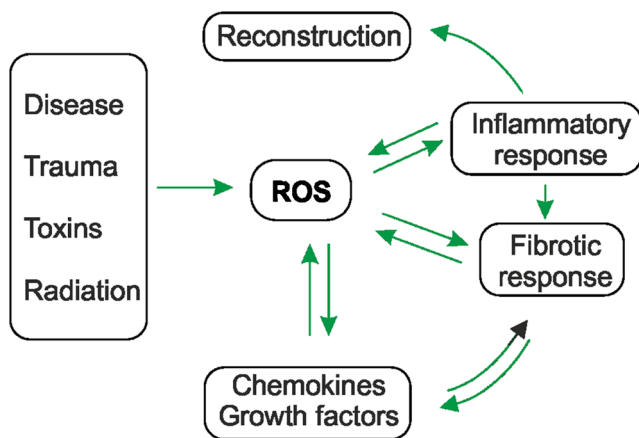 Reconstruction
Disease
Trauma
Toxins
Radiation
ROS
Inflammatory
response
Fibrotic
response
Chemokines
Growth factors